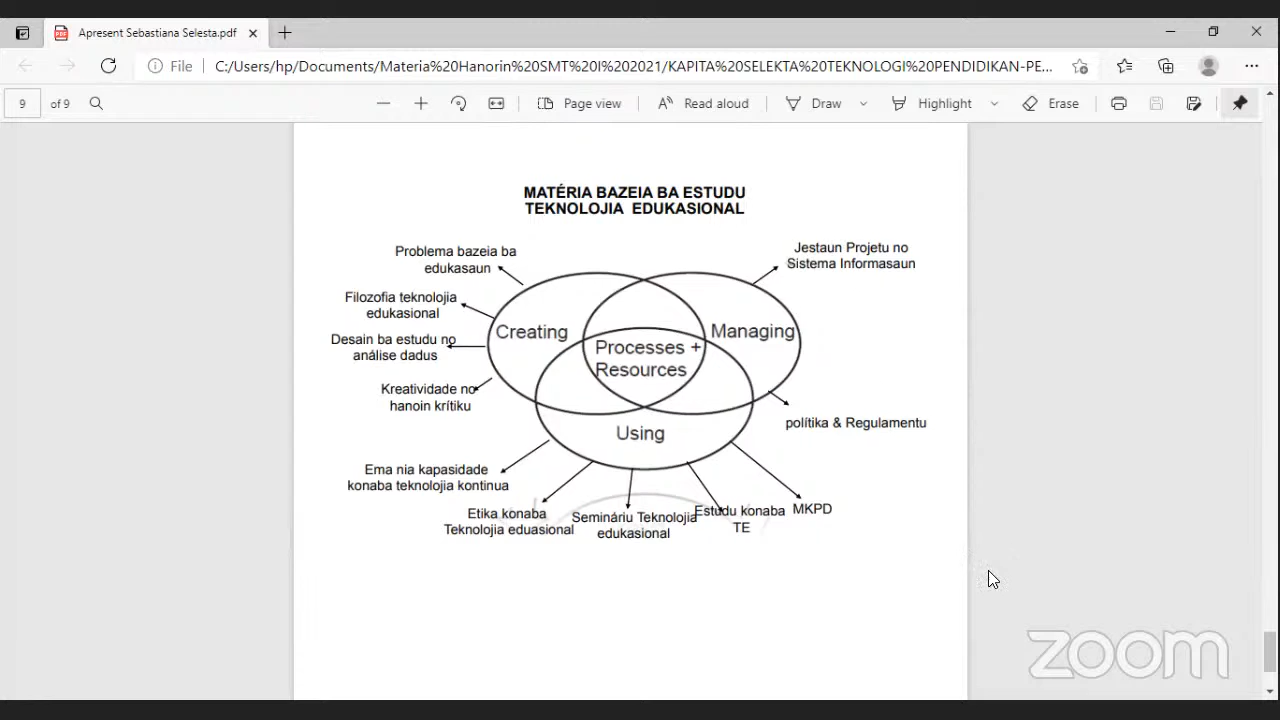 Apresent Sebastiana Selesta.pdf
File
C:/Users/hp/Documents/Materia%20Hanorin%20SMT%20I%202021/KAPITA%20SELEKTA%20TEKNOLOGI%20PENDIDIKAN-PE...
9
of 9
Page view
Read aloud
Draw
Highlight
Erase
MATÉRIA BAZEIA BA ESTUDU
TEKNOLOJIA EDUKASIONAL
Problema bazeia ba
edukasaun
Jestaun Projetu no
Sistema Informasaun
Filozofia teknolojia
edukasional
Desain ba estudu no
análise dadus
Kreatividade no
hanoin krítiku
Creating
Managing
Processes +
Resources
Using
polítika & Regulamentu
Ema nia kapasidade
konaba teknolojia kontinua
Etika konaba
Teknolojia eduasional
Semináriu Teknolojia
edukasional
Estudu konaba
TE
MKPD
zoom